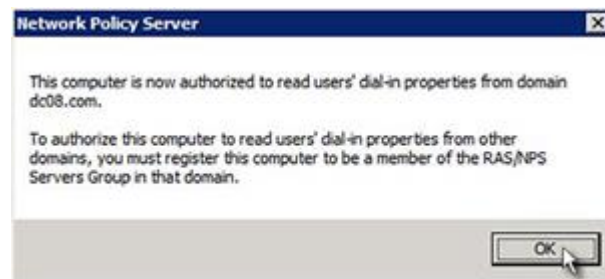 Network Policy Server
This computer is now authorized to read users' dial-in properties from domain
dc08.com.
To authorize this computer to read users' dial-in properties from other
domains, you must register this computer to be a member of the RAS/NPS
Servers Group in that domain.
OK